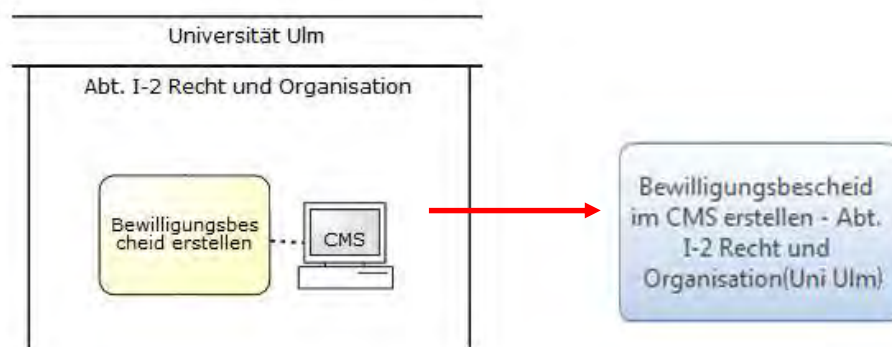 Universität Ulm
Abt. I-2 Recht und Organisation
Bewilligungsbes
cheid erstellen
CMS
Bewilligungsbescheid
im CMS erstellen - Abt.
I-2 Recht und
Organisation(Uni Ulm)